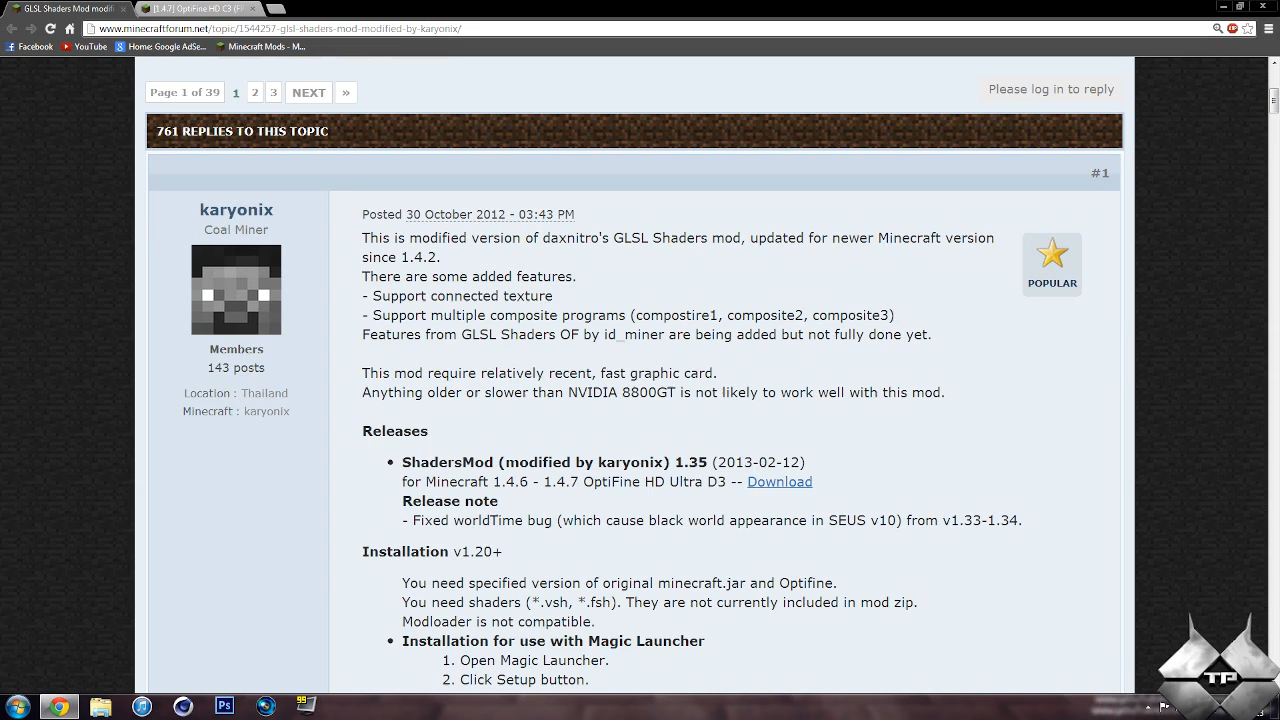 GLSL Shaders Mod modifi
[1.4.7] OptiFine HD C3 (F
www.minecraftforum.net/topic/1544257-glsl-shaders-mod-modified-by-karyonix/
Facebook
YouTube
Home: Google AdSe...
Minecraft Mods - M...
Page 1 of 39
1
2
3
NEXT
»
Please log in to reply
761 REPLIES TO THIS TOPIC
#1
karyonix
Coal Miner
Members
143 posts
Location : Thailand
Minecraft : karyonix
Posted 30 October 2012 - 03:43 PM
This is modified version of daxnitro's GLSL Shaders mod, updated for newer Minecraft version
since 1.4.2.
There are some added features.
- Support connected texture
- Support multiple composite programs (compostire1, composite2, composite3)
Features from GLSL Shaders OF by id_miner are being added but not fully done yet.
POPULAR
This mod require relatively recent, fast graphic card.
Anything older or slower than NVIDIA 8800GT is not likely to work well with this mod.
Releases
• ShadersMod (modified by karyonix) 1.35 (2013-02-12)
for Minecraft 1.4.6 - 1.4.7 OptiFine HD Ultra D3 -- Download
Release note
- Fixed worldTime bug (which cause black world appearance in SEUS v10) from v1.33-1.34.
Installation v1.20+
You need specified version of original minecraft.jar and Optifine.
You need shaders (*.vsh, *.fsh). They are not currently included in mod zip.
Modloader is not compatible.
• Installation for use with Magic Launcher
1. Open Magic Launcher.
2. Click Setup button.
Ps
99
TP